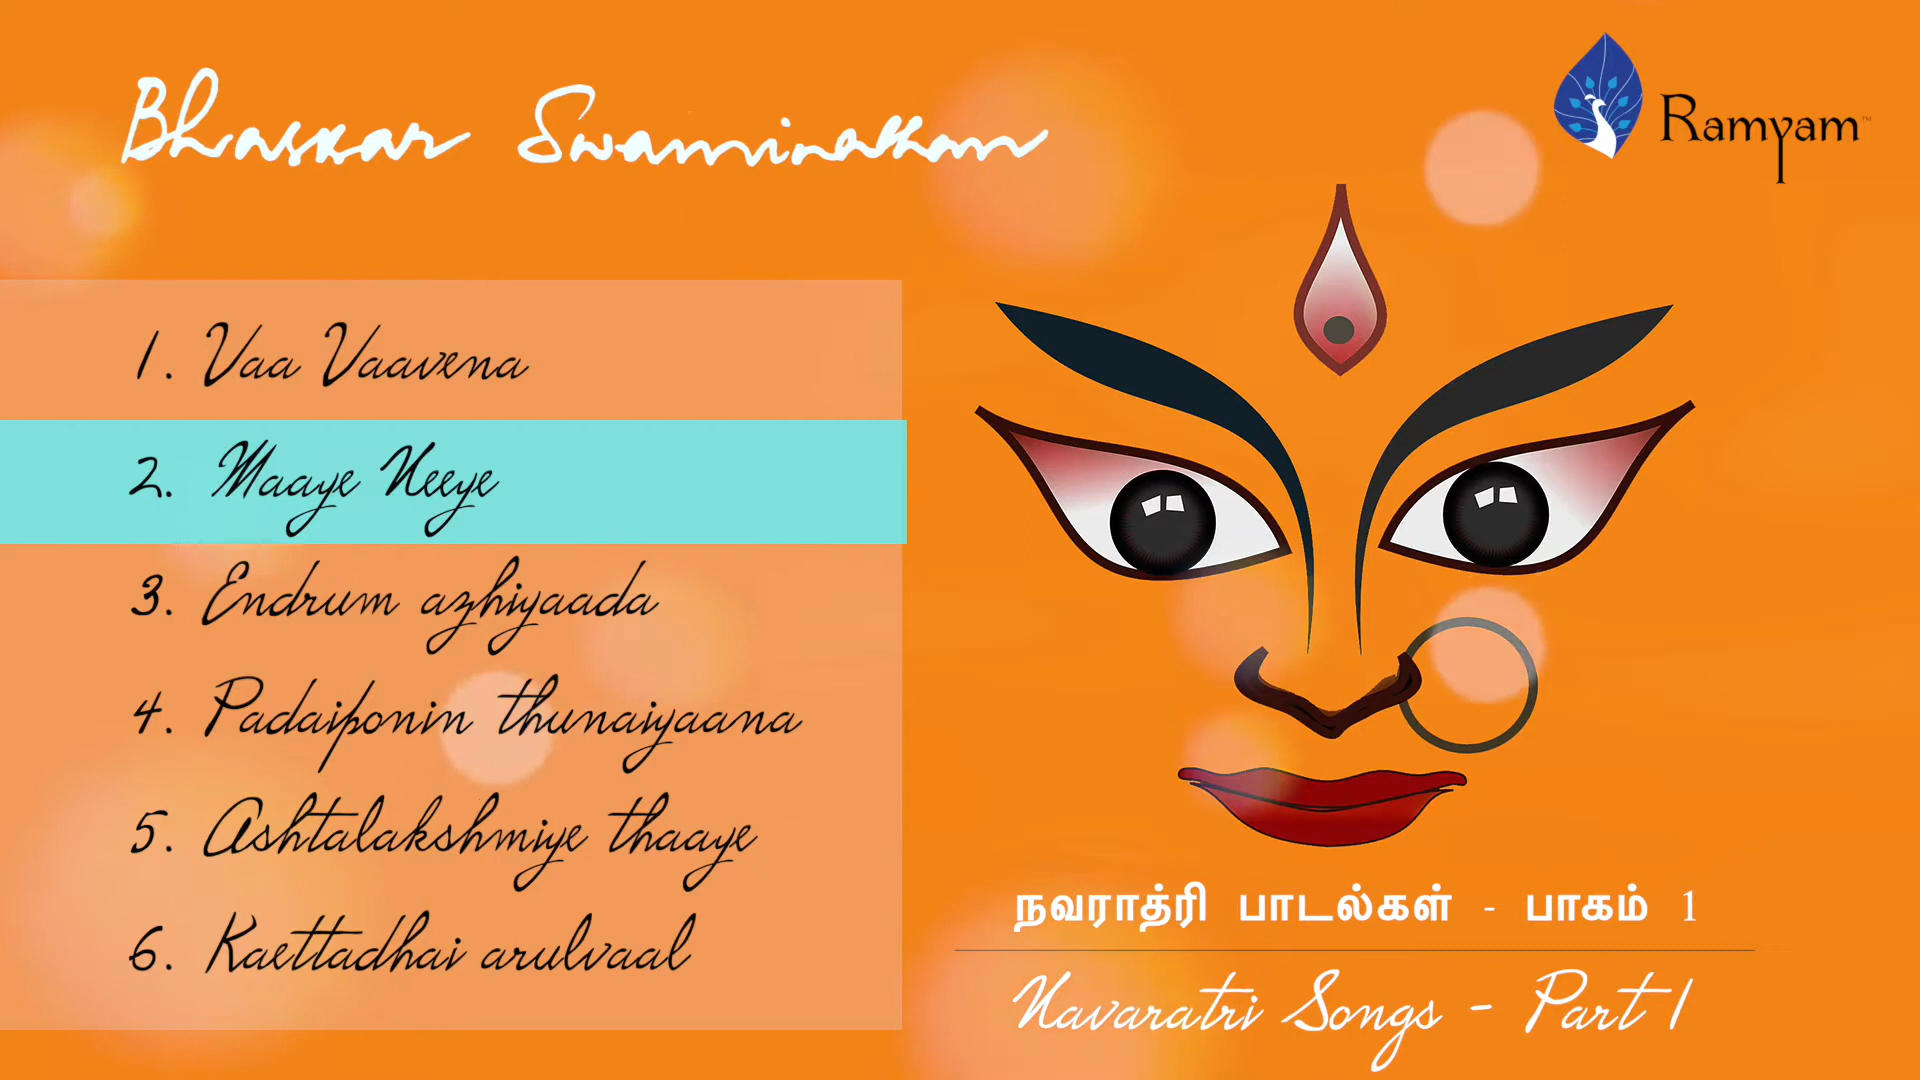 Bhaskar Swaminathan
Ramyam™
1. Vaa Vaavena
2. Maaye Neeye
3. Endrum azhiyaada
4. Padaiponin thunaiyaana
5. Ashtalakshmiye thaaye
6. Kaettadhai arulvaal
நவராத்ரி பாடல்கள் - பாகம் 1
Navaratri Songs - Part 1